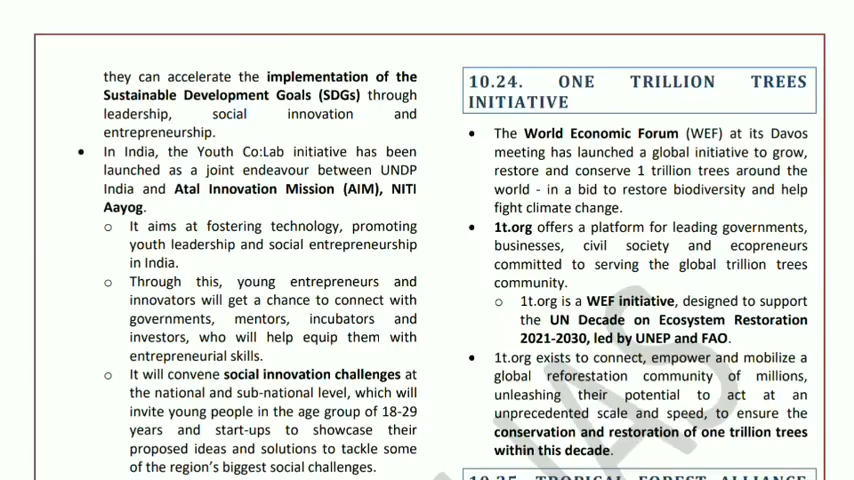 they can accelerate the implementation of the
Sustainable Development Goals (SDGs) through
leadership, social innovation and
entrepreneurship.
• In India, the Youth Co:Lab initiative has been
launched as a joint endeavour between UNDP
India and Atal Innovation Mission (AIM), NITI
Aayog.
o It aims at fostering technology, promoting
youth leadership and social entrepreneurship
in India.
o Through this, young entrepreneurs and
innovators will get a chance to connect with
governments, mentors, incubators and
investors, who will help equip them with
entrepreneurial skills.
o It will convene social innovation challenges at
the national and sub-national level, which will
invite young people in the age group of 18-29
years and start-ups to showcase their
proposed ideas and solutions to tackle some
of the region's biggest social challenges.
10.24. ONE TRILLION TREES
INITIATIVE
• The World Economic Forum (WEF) at its Davos
meeting has launched a global initiative to grow,
restore and conserve 1 trillion trees around the
world - in a bid to restore biodiversity and help
fight climate change.
• 1t.org offers a platform for leading governments,
businesses, civil society and ecopreneurs
committed to serving the global trillion trees
community.
o 1t.org is a WEF initiative, designed to support
the UN Decade on Ecosystem Restoration
2021-2030, led by UNEP and FAO.
• 1t.org exists to connect, empower and mobilize a
global reforestation community of millions,
unleashing their potential to act at an
unprecedented scale and speed, to ensure the
conservation and restoration of one trillion trees
within this decade.
10.25. TROPICAL FOREST ALLIANCE
IAS